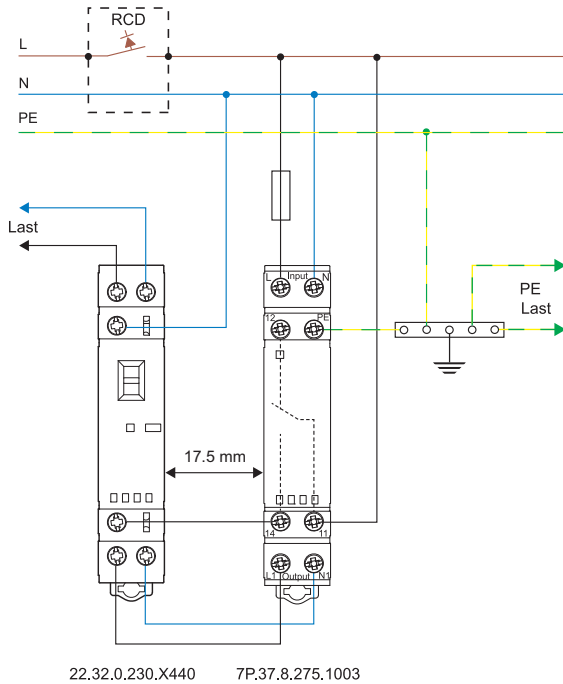 RCD
L
N
PE
Last
L Input N
12 PE
PE
Last
17.5 mm
14 11
L1 Output N1
22.32.0.230.X440 7P.37.8.275.1003